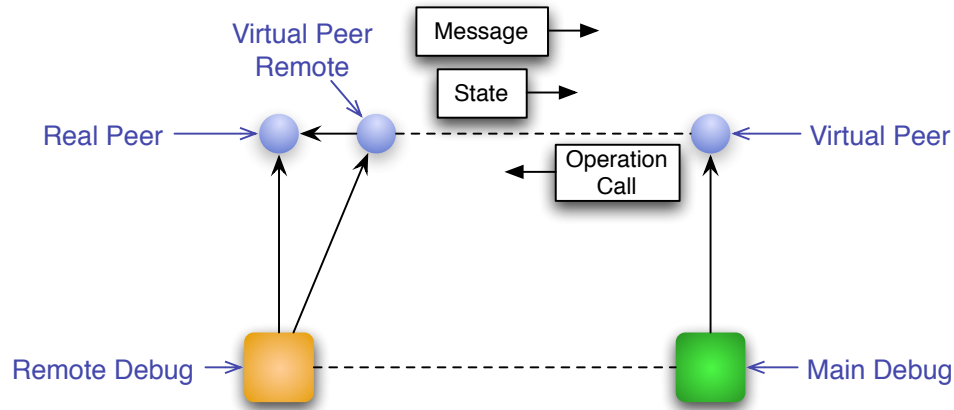 Message
Virtual Peer
Remote
State
Real Peer
Virtual Peer
Operation
Call
Remote Debug
Main Debug